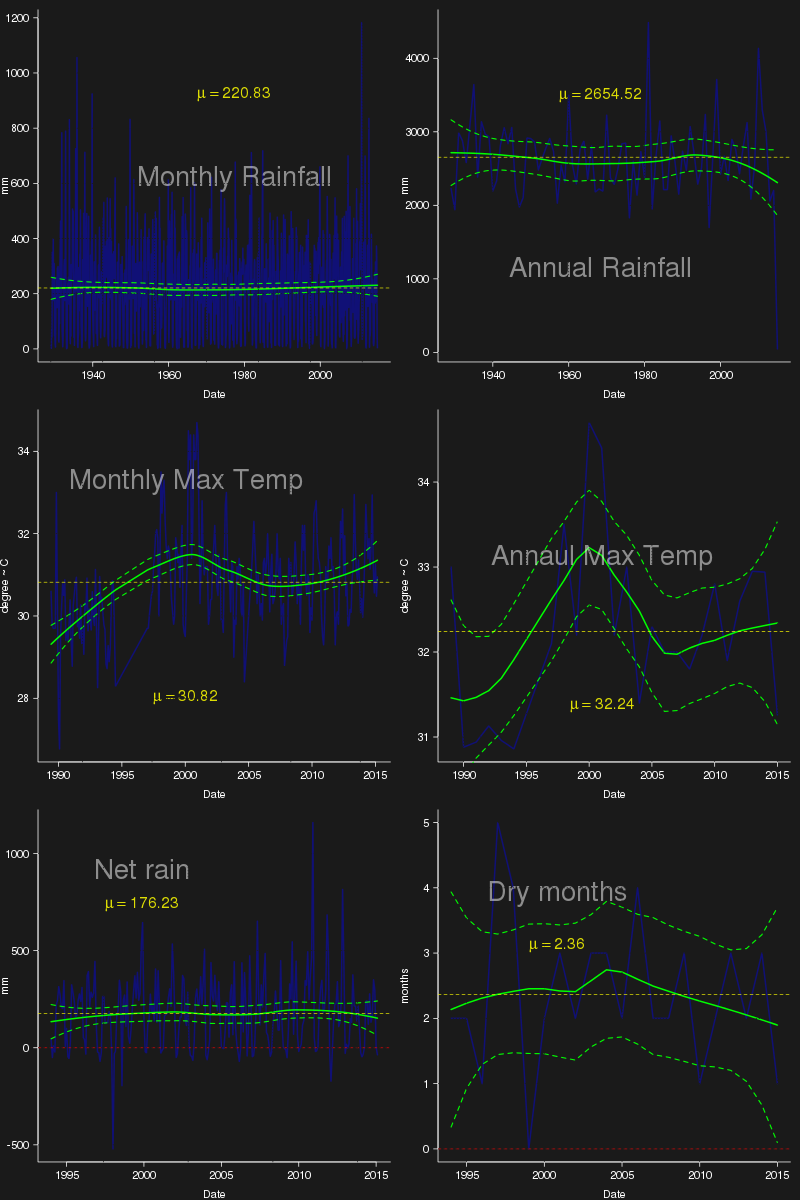 1200
1000
800
600
400
200
0
mm
μ = 220.83
Monthly Rainfall
1940 1960 1980 2000
Date
4000
3000
2000
1000
0
mm
μ = 2654.52
Annual Rainfall
1940 1960 1980 2000
Date
34
32
30
28
degree ~ C
Monthly Max Temp
μ = 30.82
1990 1995 2000 2005 2010 2015
Date
34
33
32
31
degree ~ C
Annaul Max Temp
μ = 32.24
1990 1995 2000 2005 2010 2015
Date
1000
500
0
-500
mm
Net rain
μ = 176.23
1995 2000 2005 2010 2015
Date
5
4
3
2
1
0
months
Dry months
μ = 2.36
1995 2000 2005 2010 2015
Date